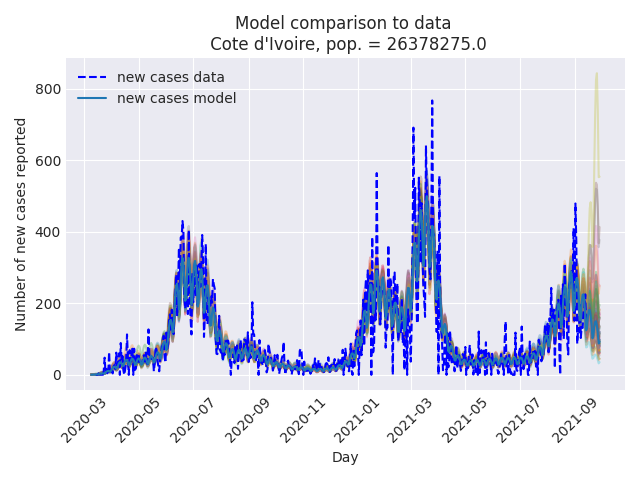 Model comparison to data
Cote d'Ivoire, pop. = 26378275.0
new cases data
new cases model
Number of new cases reported
800
600
400
200
0
2020-03
2020-05
2020-07
2020-09
2020-11
2021-01
2021-03
2021-05
2021-07
2021-09
Day